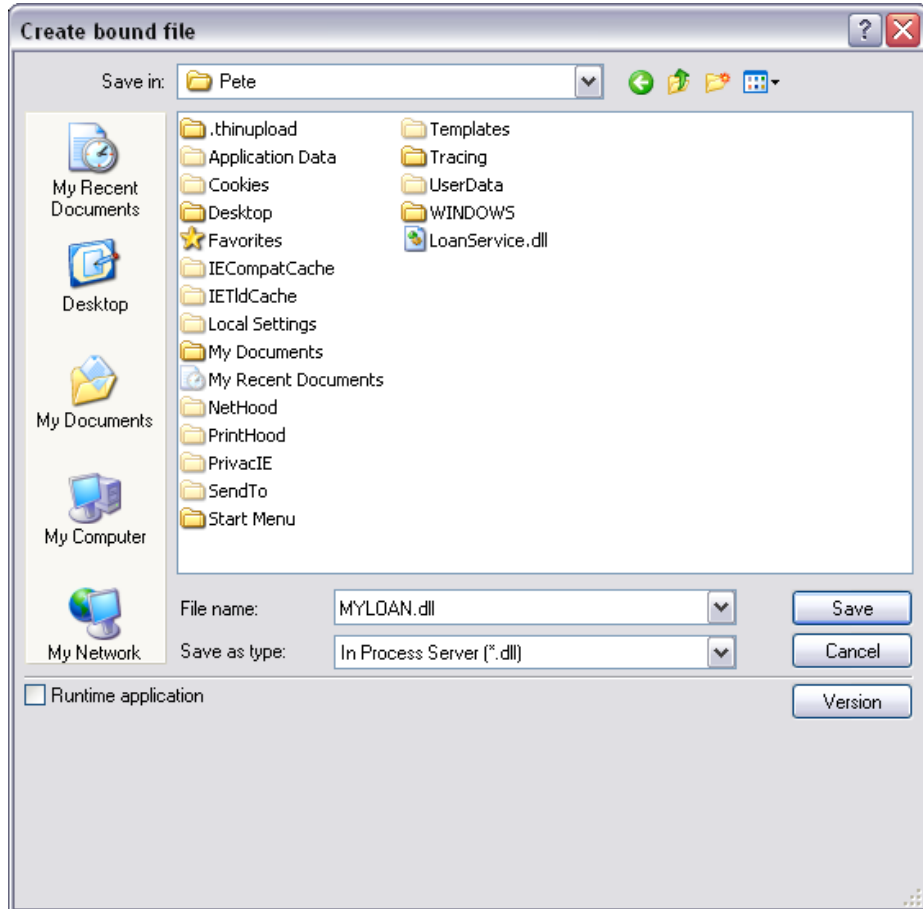 Create bound file
Save in: Pete
My Recent
Documents
Desktop
My Documents
My Computer
My Network
.thinupload
Application Data
Cookies
Desktop
Favorites
IECompatCache
IETldCache
Local Settings
My Documents
My Recent Documents
NetHood
PrintHood
PrivacIE
SendTo
Start Menu
Templates
Tracing
UserData
WINDOWS
LoanService.dll
File name: MYLOAN.dll Save
Save as type: In Process Server (*.dll) Cancel
Runtime application Version